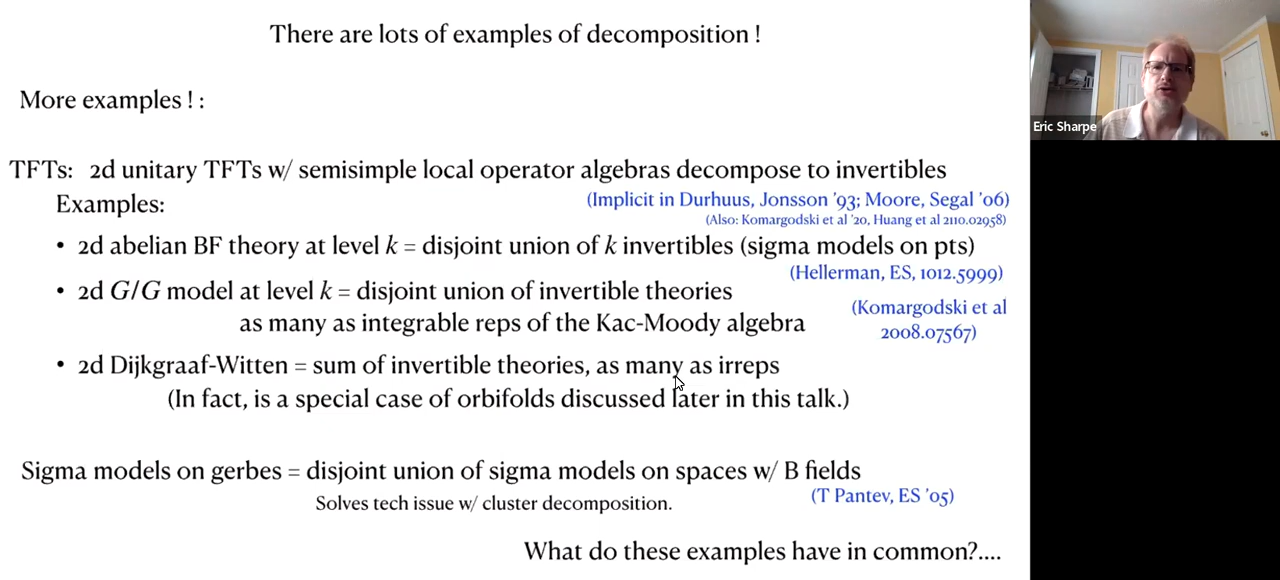 There are lots of examples of decomposition !
More examples ! :
TFTs: 2d unitary TFTs w/ semisimple local operator algebras decompose to invertibles
Examples:
(Implicit in Durhuus, Jonsson '93; Moore, Segal '06)
(Also: Komargodski et al '20, Huang et al 2110.02958)
• 2d abelian BF theory at level k = disjoint union of k invertibles (sigma models on pts)
(Hellerman, ES, 1012.5999)
• 2d G/G model at level k = disjoint union of invertible theories
as many as integrable reps of the Kac-Moody algebra
(Komargodski et al
2008.07567)
• 2d Dijkgraaf-Witten = sum of invertible theories, as many as irreps
(In fact, is a special case of orbifolds discussed later in this talk.)
Sigma models on gerbes = disjoint union of sigma models on spaces w/ B fields
Solves tech issue w/ cluster decomposition.
(T Pantev, ES '05)
What do these examples have in common?....
Eric Sharpe